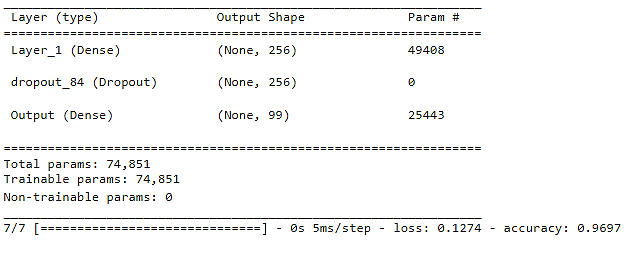 _________________________________________________________________
Layer (type)                Output Shape              Param #
=================================================================
Layer_1 (Dense)             (None, 256)               49408
dropout_84 (Dropout)        (None, 256)               0
Output (Dense)              (None, 99)                25443
=================================================================
Total params: 74,851
Trainable params: 74,851
Non-trainable params: 0
_________________________________________________________________
7/7 [==============================] - 0s 5ms/step - loss: 0.1274 - accuracy: 0.9697